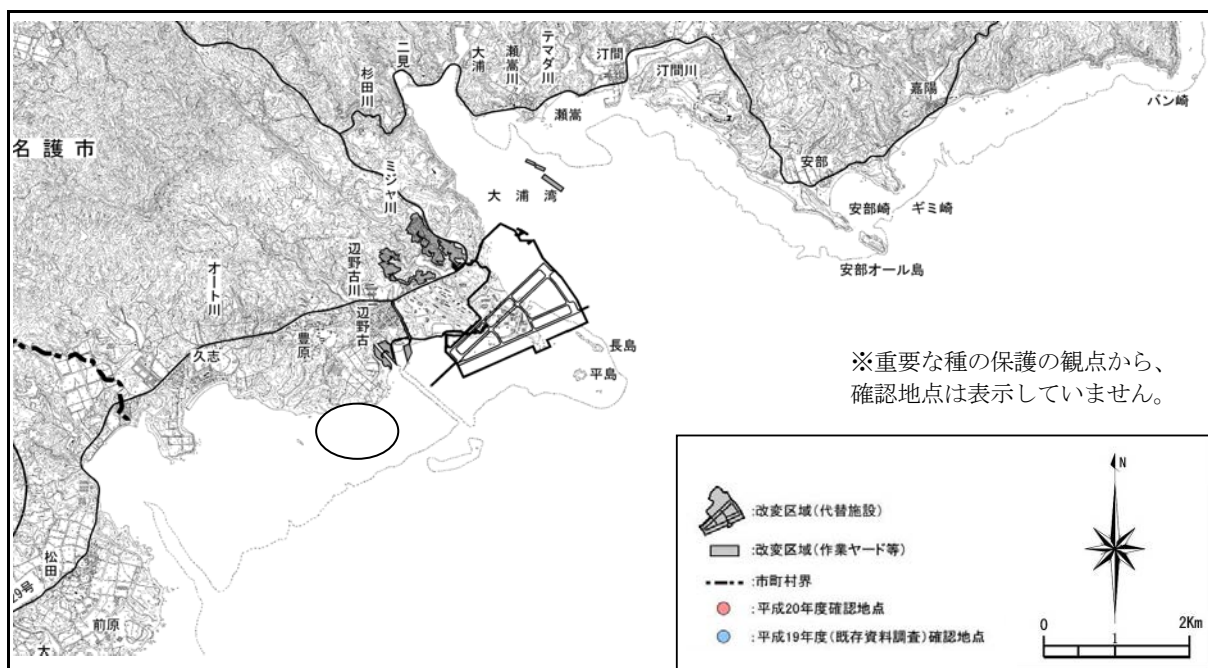 名護市
杉田川
二見
大浦
瀬嵩川
テマダ川
汀間
汀間川
瀬嵩
嘉陽
バン崎
安部
安部崎
ギミ崎
安部オール島
大浦湾
ミジャ川
辺野古川
辺野古
オート川
久志
豊原
長島
平島
松田
29号
前原
大
※重要な種の保護の観点から、
確認地点は表示していません。
:改変区域(代替施設)
:改変区域(作業ヤード等)
:市町村界
:平成20年度確認地点
:平成19年度(既存資料調査)確認地点
N
0 1 2Km